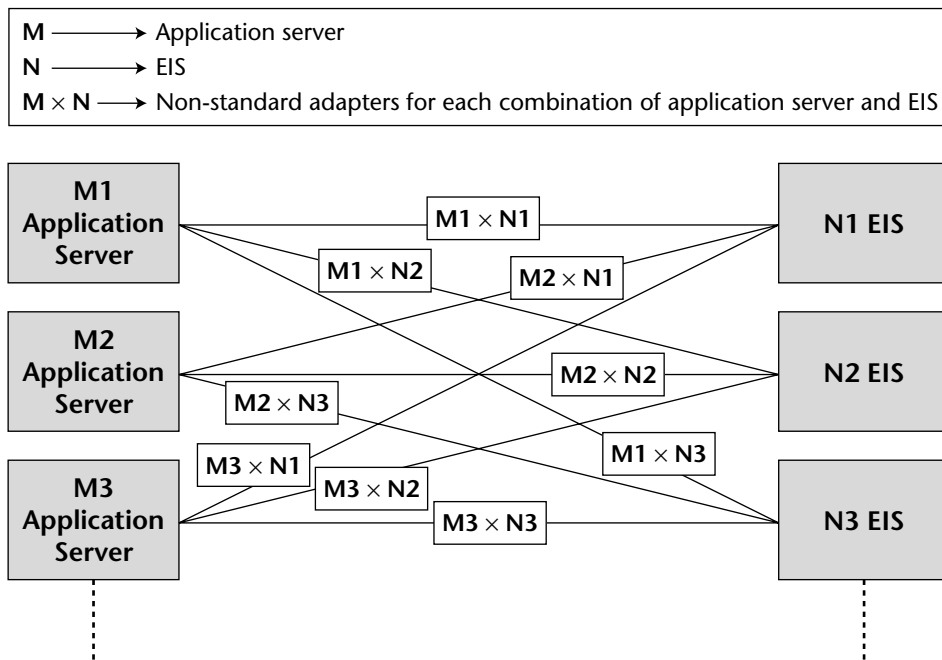 M ⟶ Application server
N ⟶ EIS
M × N ⟶ Non-standard adapters for each combination of application server and EIS
M1
Application
Server
M1 × N1
N1 EIS
M1 × N2
M2 × N1
M2
Application
Server
M2 × N2
N2 EIS
M2 × N3
M3 × N1
M1 × N3
M3
Application
Server
M3 × N2
M3 × N3
N3 EIS